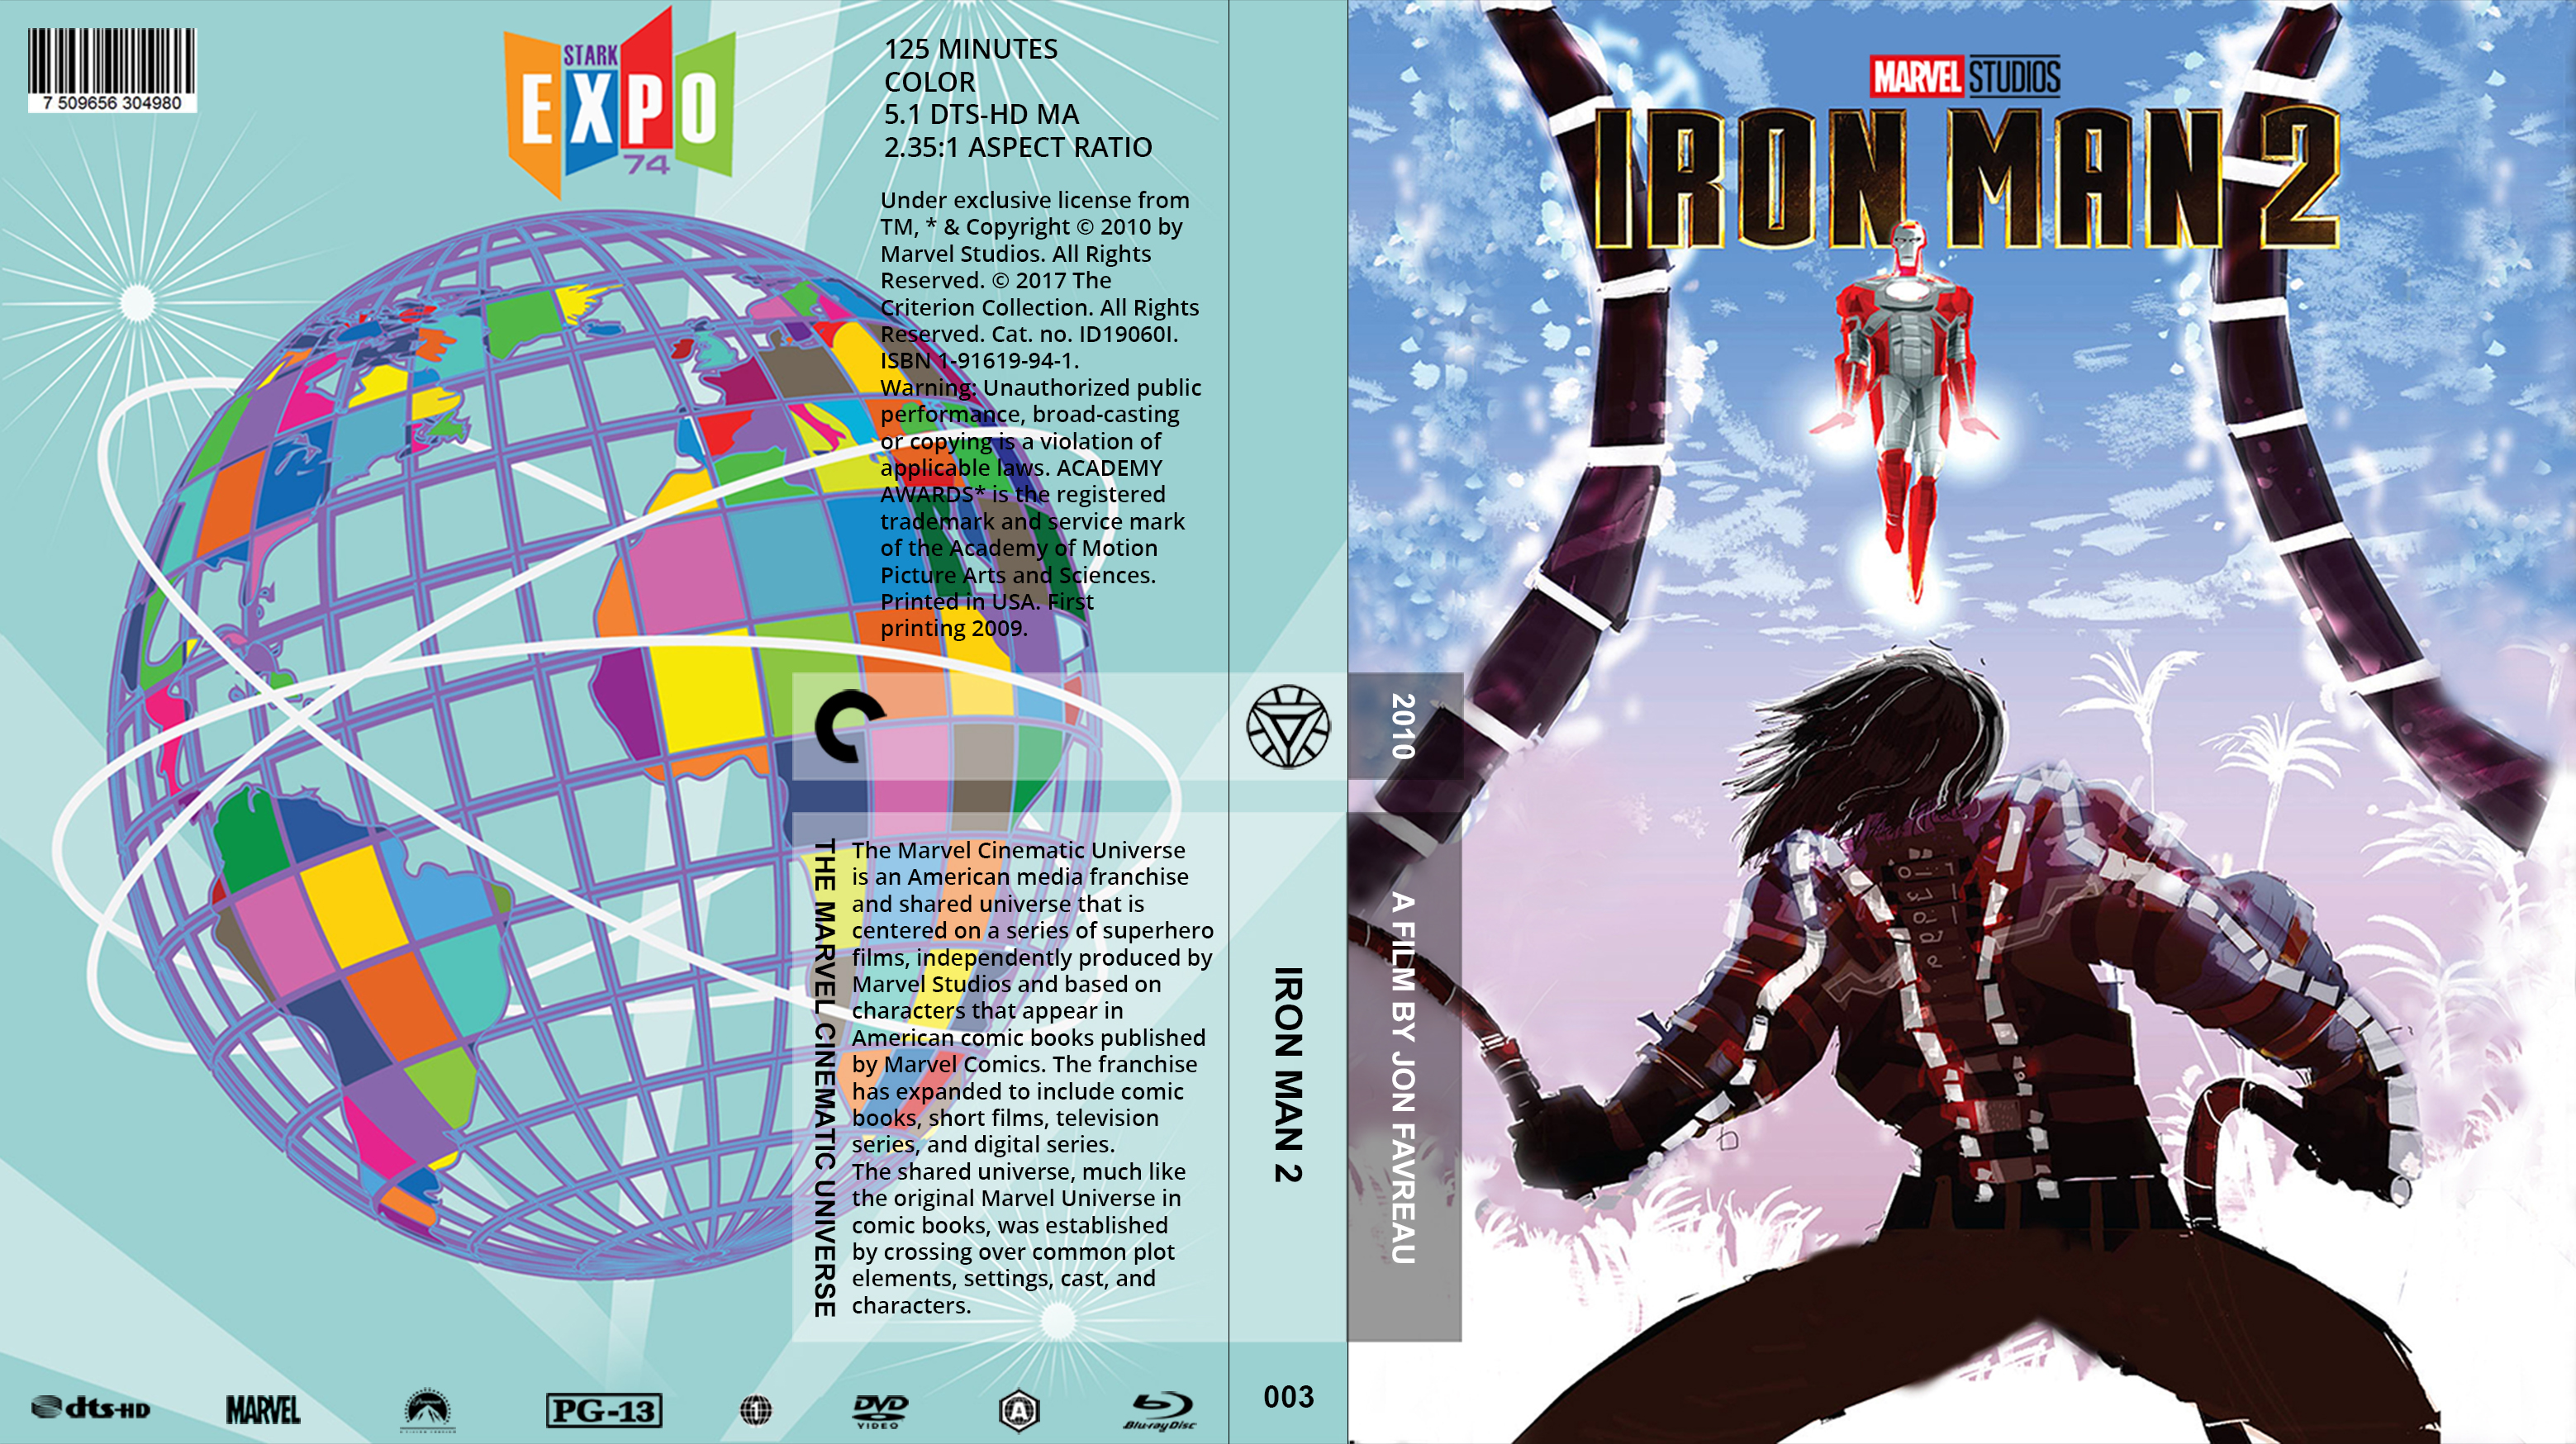 7 509656 304980
STARK
EXPO
74
125 MINUTES
COLOR
5.1 DTS-HD MA
2.35:1 ASPECT RATIO
Under exclusive license from
TM, * & Copyright © 2010 by
Marvel Studios. All Rights
Reserved. © 2017 The
Criterion Collection. All Rights
Reserved. Cat. no. ID19060I.
ISBN 1-91619-94-1.
Warning: Unauthorized public
performance, broad-casting
or copying is a violation of
applicable laws. ACADEMY
AWARDS* is the registered
trademark and service mark
of the Academy of Motion
Picture Arts and Sciences.
Printed in USA. First
printing 2009.
THE MARVEL CINEMATIC UNIVERSE
The Marvel Cinematic Universe
is an American media franchise
and shared universe that is
centered on a series of superhero
films, independently produced by
Marvel Studios and based on
characters that appear in
American comic books published
by Marvel Comics. The franchise
has expanded to include comic
books, short films, television
series, and digital series.
The shared universe, much like
the original Marvel Universe in
comic books, was established
by crossing over common plot
elements, settings, cast, and
characters.
dts-HD
MARVEL
Paramount
PG-13
1
DVD
VIDEO
A
Blu-ray Disc
IRON MAN 2
003
2010
A FILM BY JON FAVREAU
MARVEL STUDIOS
IRON MAN 2